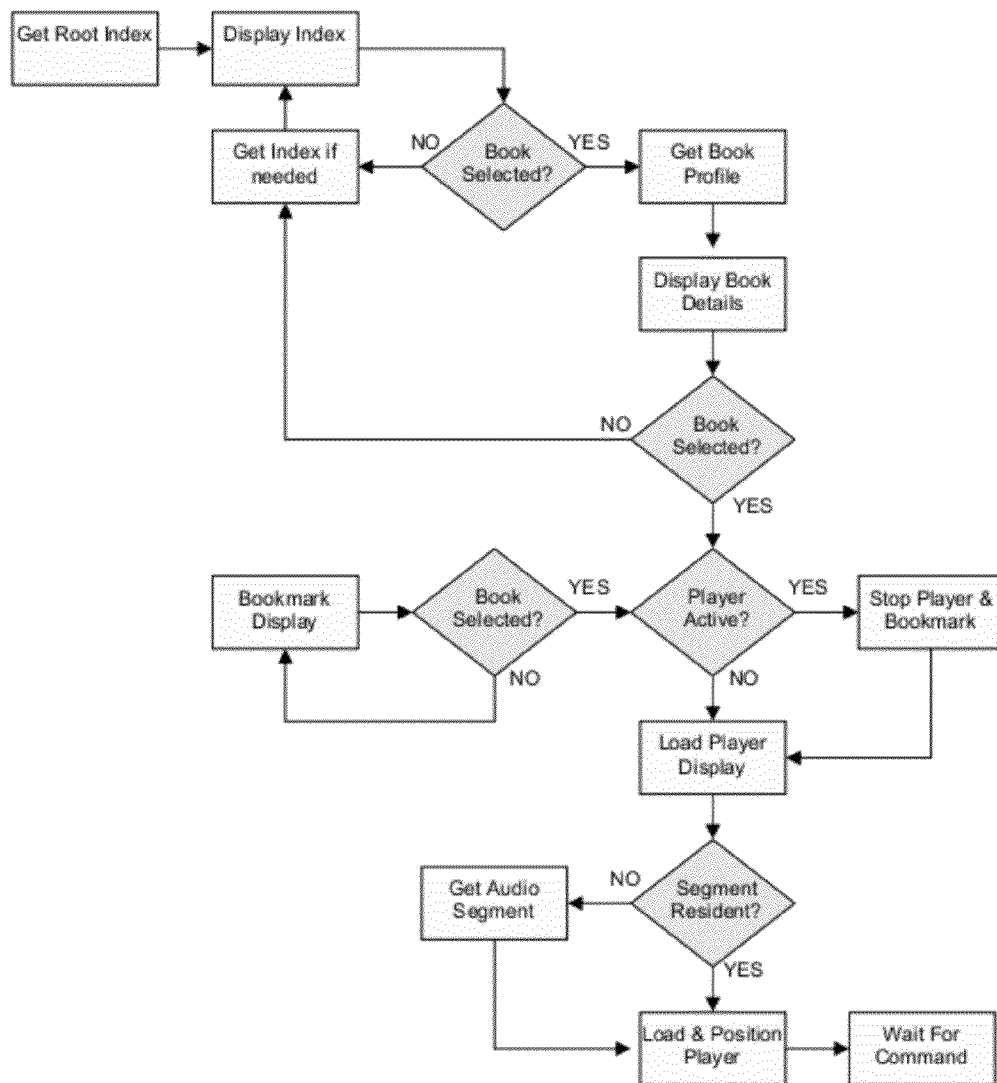 Get Root Index
Display Index
NO
YES
Get Index if
needed
Book
Selected?
Get Book
Profile
Display Book
Details
NO
Book
Selected?
YES
Bookmark
Display
Book
Selected?
YES
NO
Player
Active?
YES
NO
Stop Player &
Bookmark
Load Player
Display
NO
Get Audio
Segment
Segment
Resident?
YES
Load & Position
Player
Wait For
Command